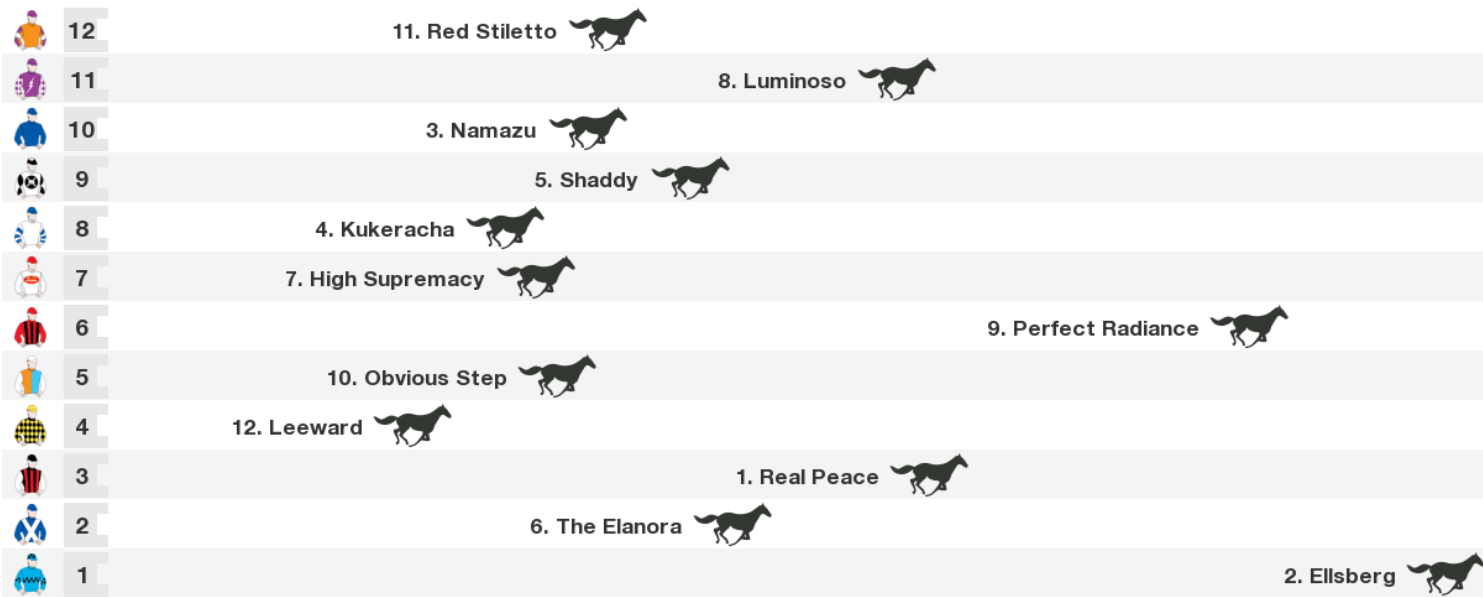 12 11. Red Stiletto
11 8. Luminoso
10 3. Namazu
9 5. Shaddy
8 4. Kukeracha
7 7. High Supremacy
6 9. Perfect Radiance
5 10. Obvious Step
4 12. Leeward
3 1. Real Peace
2 6. The Elanora
1 2. Ellsberg